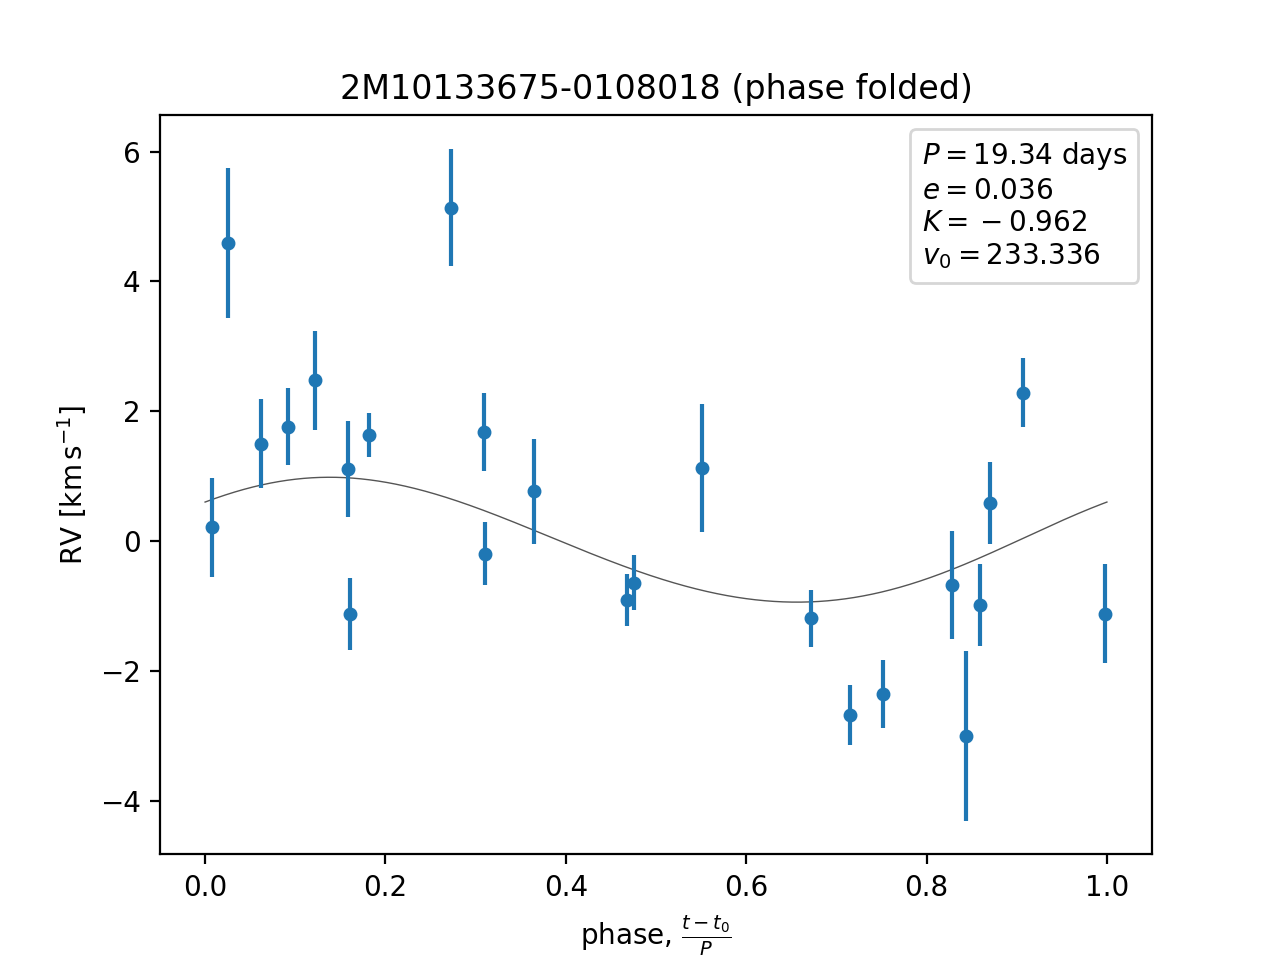 2M10133675-0108018 (phase folded)
P = 19.34 days
e = 0.036
K = −0.962
v₀ = 233.336
RV [km s⁻¹]
6
4
2
0
−2
−4
0.0 0.2 0.4 0.6 0.8 1.0
phase, (t − t₀)/P